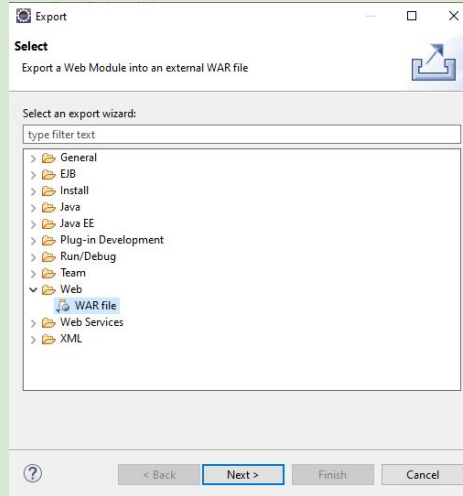 Export
Select
Export a Web Module into an external WAR file
Select an export wizard:
type filter text
General
EJB
Install
Java
Java EE
Plug-in Development
Run/Debug
Team
Web
WAR file
Web Services
XML
? < Back Next > Finish Cancel